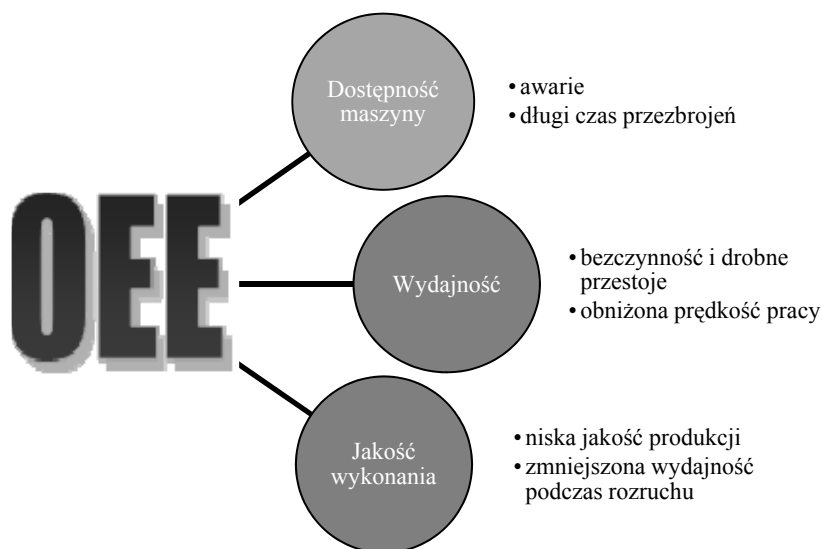 OEE
Dostępność
maszyny
• awarie
• długi czas przezbrojeń
Wydajność
• bezczynność i drobne
przestoje
• obniżona prędkość pracy
Jakość
wykonania
• niska jakość produkcji
• zmniejszona wydajność
podczas rozruchu